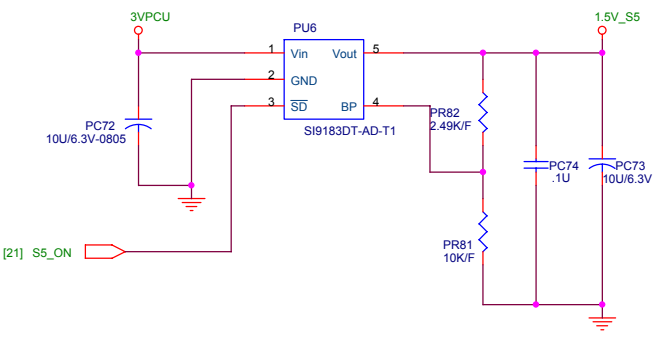 3VPCU
1.5V_S5
PU6
1
Vin
Vout
5
2
GND
3
SD
BP
4
SI9183DT-AD-T1
PC72
10U/6.3V-0805
PR82
2.49K/F
PC74
.1U
PC73
10U/6.3V
PR81
10K/F
[21] S5_ON